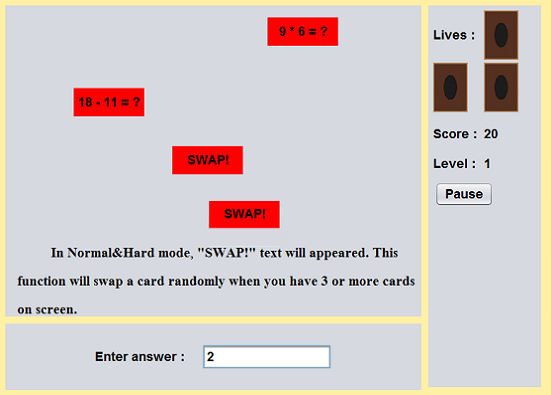 9 * 6 = ?
18 - 11 = ?
SWAP!
SWAP!
In Normal&Hard mode, "SWAP!" text will appeared. This
function will swap a card randomly when you have 3 or more cards
on screen.
Enter answer : 2
Lives :
Score : 20
Level : 1
Pause